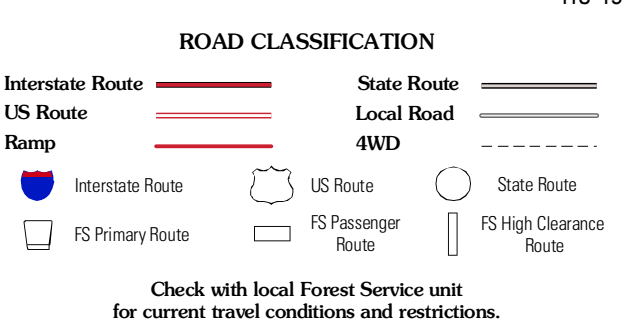 ROAD CLASSIFICATION
Interstate Route
State Route
US Route
Local Road
Ramp
4WD
Interstate Route
US Route
State Route
FS Primary Route
FS Passenger
Route
FS High Clearance
Route
Check with local Forest Service unit
for current travel conditions and restrictions.